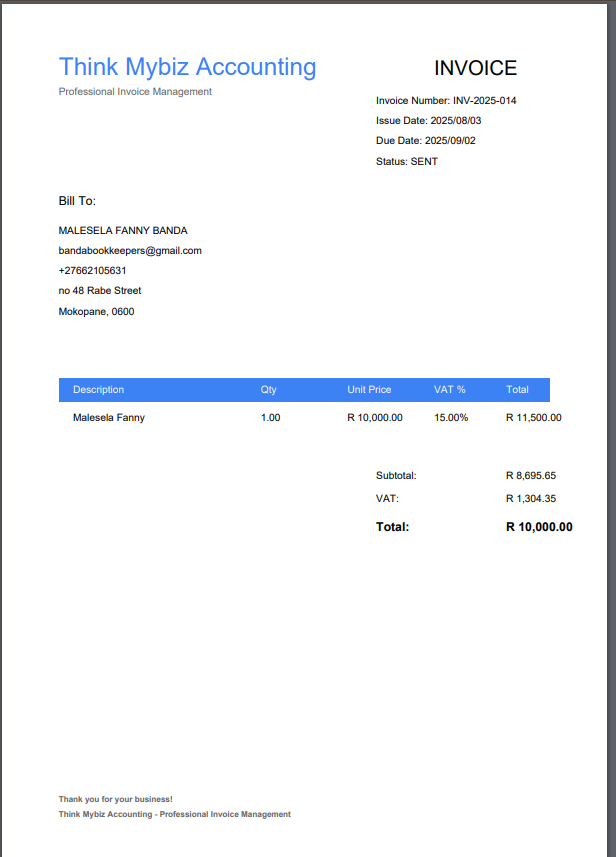 Think Mybiz Accounting
Professional Invoice Management
INVOICE
Invoice Number: INV-2025-014
Issue Date: 2025/08/03
Due Date: 2025/09/02
Status: SENT
Bill To:
MALESELA FANNY BANDA
bandabookkeepers@gmail.com
+27662105631
no 48 Rabe Street
Mokopane, 0600
Description Qty Unit Price VAT % Total
Malesela Fanny 1.00 R 10,000.00 15.00% R 11,500.00
Subtotal: R 8,695.65
VAT: R 1,304.35
Total: R 10,000.00
Thank you for your business!
Think Mybiz Accounting - Professional Invoice Management